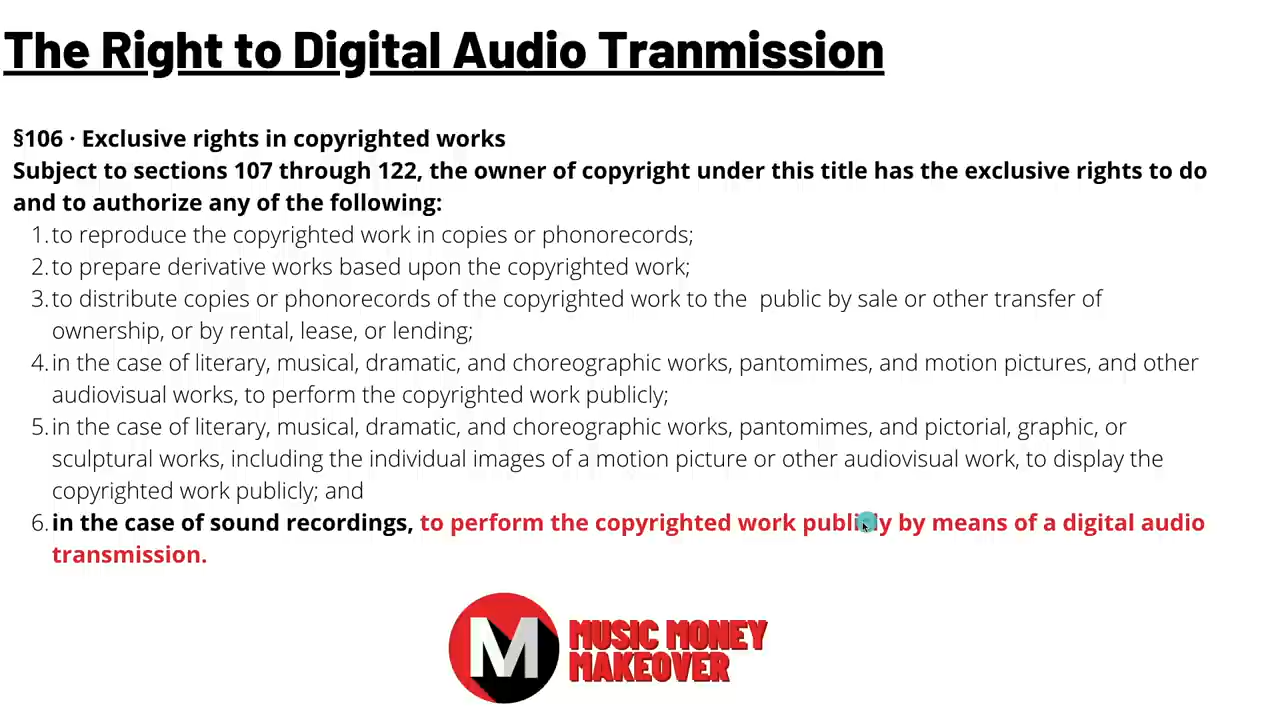 The Right to Digital Audio Tranmission
§106 · Exclusive rights in copyrighted works
Subject to sections 107 through 122, the owner of copyright under this title has the exclusive rights to do
and to authorize any of the following:
1. to reproduce the copyrighted work in copies or phonorecords;
2. to prepare derivative works based upon the copyrighted work;
3. to distribute copies or phonorecords of the copyrighted work to the public by sale or other transfer of
ownership, or by rental, lease, or lending;
4. in the case of literary, musical, dramatic, and choreographic works, pantomimes, and motion pictures, and other
audiovisual works, to perform the copyrighted work publicly;
5. in the case of literary, musical, dramatic, and choreographic works, pantomimes, and pictorial, graphic, or
sculptural works, including the individual images of a motion picture or other audiovisual work, to display the
copyrighted work publicly; and
6. in the case of sound recordings, to perform the copyrighted work publicly by means of a digital audio
transmission.
M
MUSIC MONEY
MAKEOVER